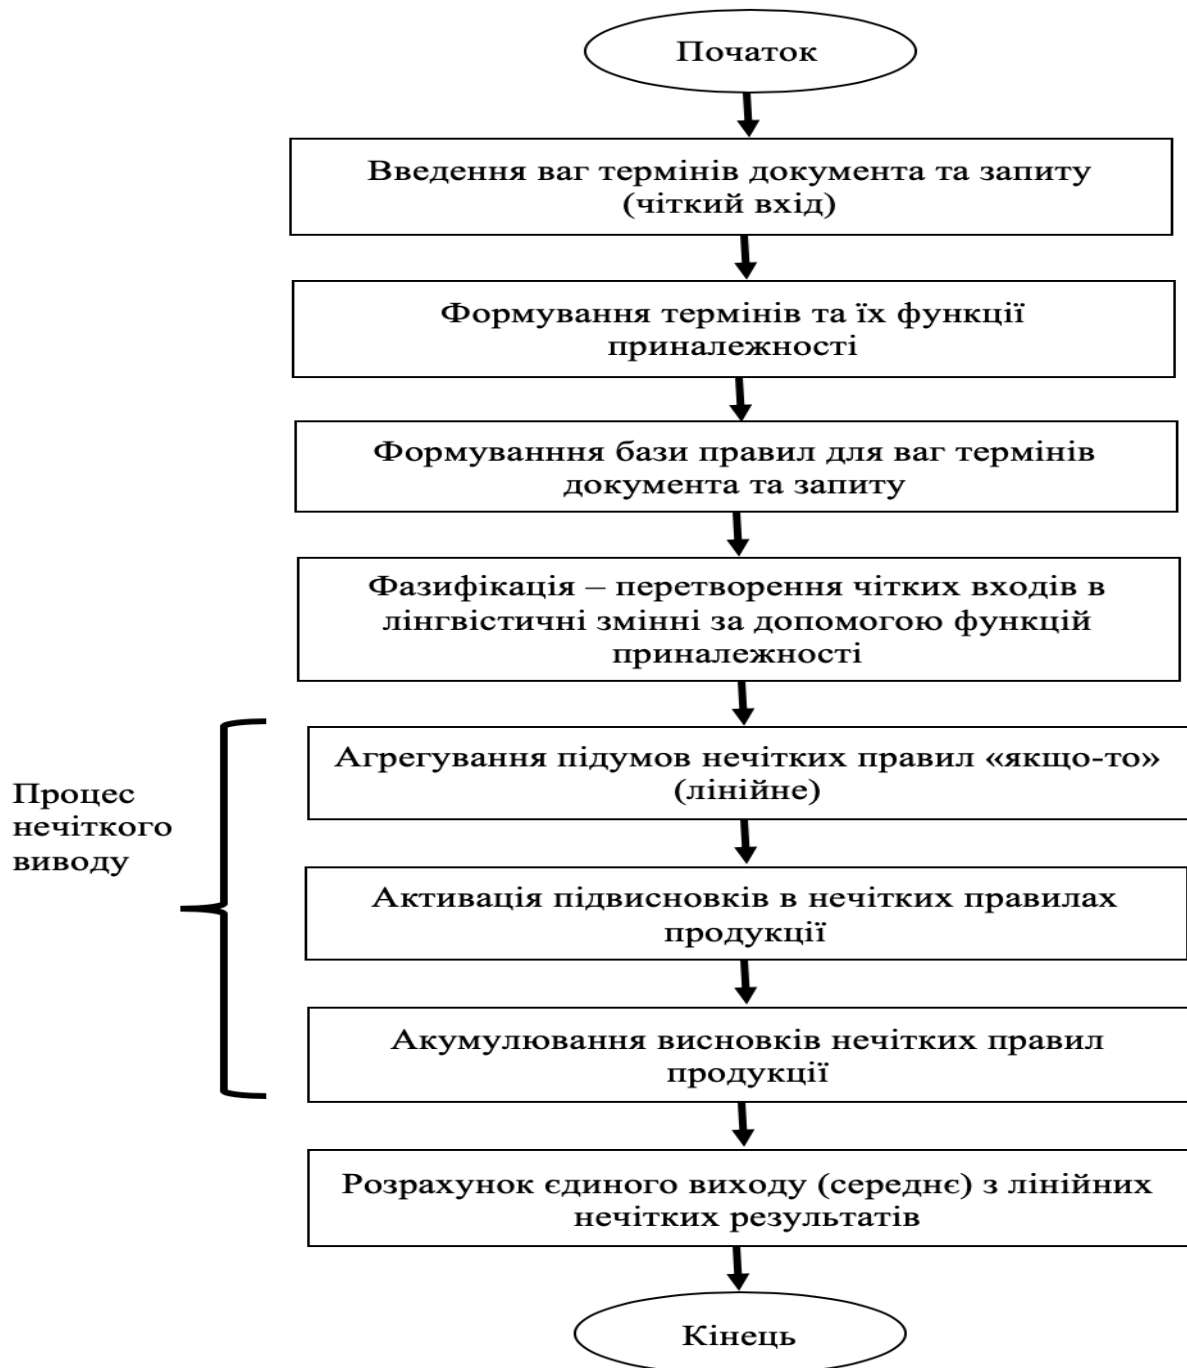 Початок
Введення ваг термінів документа та запиту
(чіткий вхід)
Формування термінів та їх функції
приналежності
Формуванння бази правил для ваг термінів
документа та запиту
Фазифікація – перетворення чітких входів в
лінгвістичні змінні за допомогою функцій
приналежності
Процес
нечіткого
виводу
Агрегування підумов нечітких правил «якщо-то»
(лінійне)
Активація підвисновків в нечітких правилах
продукції
Акумулювання висновків нечітких правил
продукції
Розрахунок єдиного виходу (середнє) з лінійних
нечітких результатів
Кінець